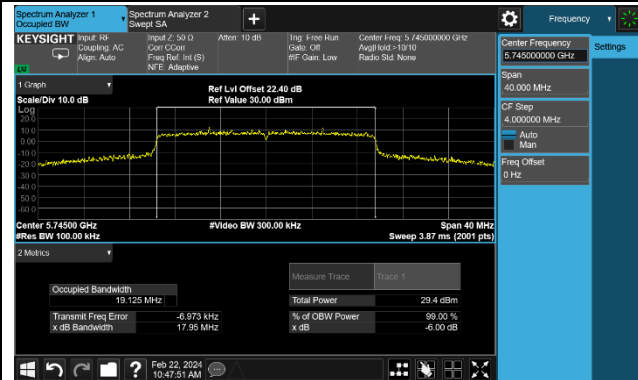 Spectrum Analyzer 1
Occupied BW
Spectrum Analyzer 2
Swept SA
Frequency
KEYSIGHT
Input: RF
Coupling: AC
Align: Auto
Input Z: 50 Ω
Corr CCorr
Freq Ref: Int (S)
NFE: Adaptive
Atten: 10 dB
Trig: Free Run
Gate: Off
#IF Gain: Low
Center Freq: 5.745000000 GHz
Avg|Hold:>10/10
Radio Std: None
LW
Center Frequency
5.745000000 GHz
Settings
Span
40.000 MHz
CF Step
4.000000 MHz
Auto
Man
Freq Offset
0 Hz
1 Graph
Scale/Div 10.0 dB
Ref Lvl Offset 22.40 dB
Ref Value 30.00 dBm
Log
20.0
10.0
0.00
-10.0
-20.0
-30.0
-40.0
-50.0
-60.0
Center 5.74500 GHz
#Res BW 100.00 kHz
#Video BW 300.00 kHz
Span 40 MHz
Sweep 3.87 ms (2001 pts)
2 Metrics
Measure Trace
Trace 1
Occupied Bandwidth
19.125 MHz
Total Power
29.4 dBm
Transmit Freq Error
-6.973 kHz
% of OBW Power
99.00 %
x dB Bandwidth
17.95 MHz
x dB
-6.00 dB
Feb 22, 2024
10:47:51 AM